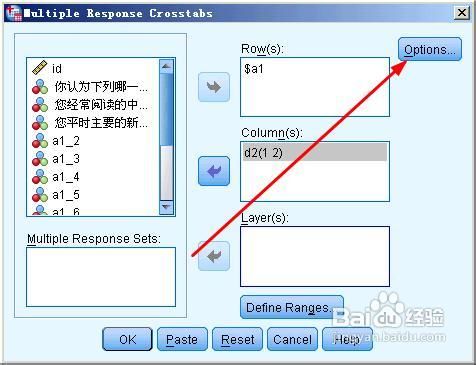 Multiple Response Crosstabs
id
你认为下列哪一...
您经常阅读的中...
您平时主要的新...
a1_2
a1_3
a1_4
a1_5
a1_6
Multiple Response Sets:
Row(s):
$a1
Column(s):
d2(1 2)
Layer(s):
Define Ranges...
Options...
OK
Paste
Reset
Cancel
Help
Baidu 经验
jingyan.baidu.com